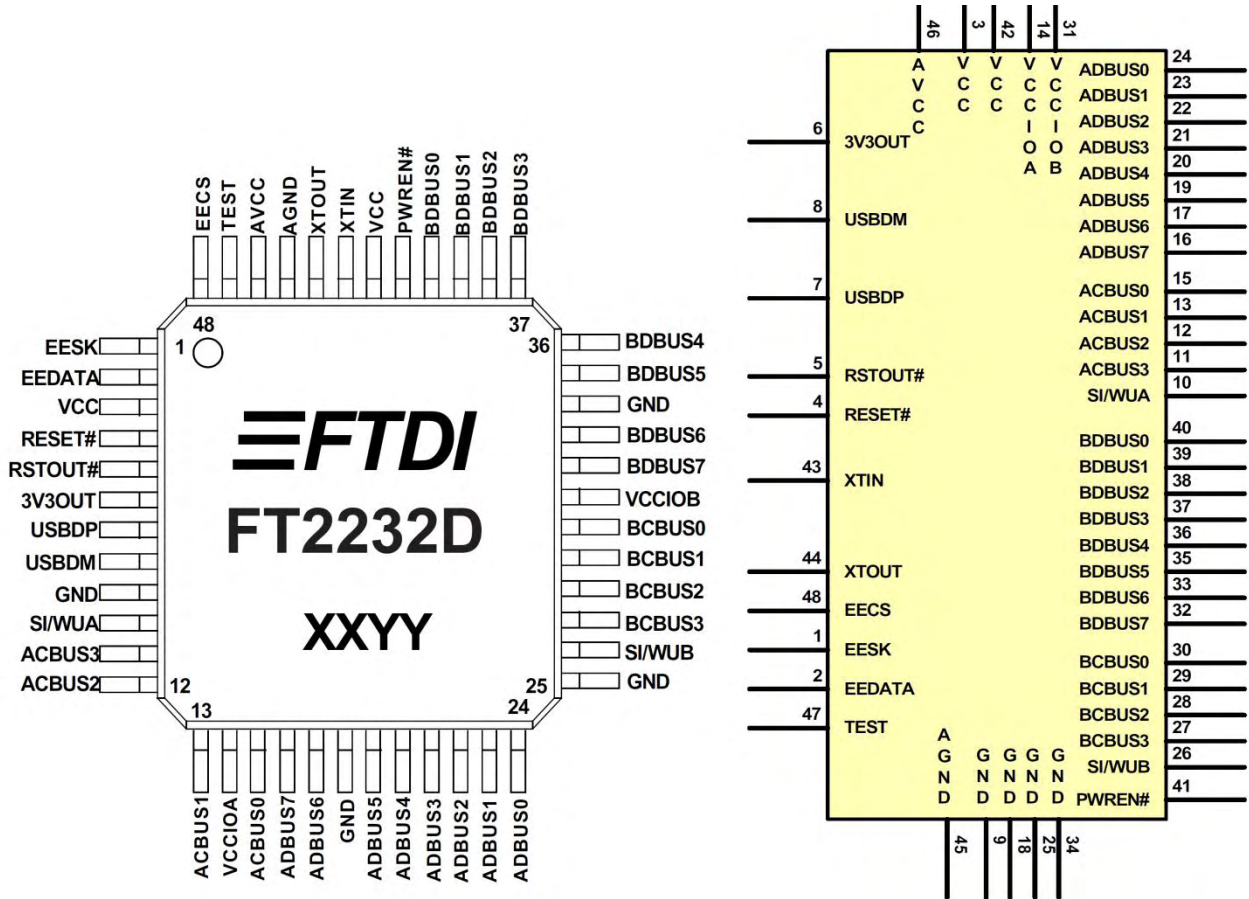 EECS
TEST
AVCC
AGND
XTOUT
XTIN
VCC
PWREN#
BDBUS0
BDBUS1
BDBUS2
BDBUS3
48
37
1
36
EESK
EEDATA
VCC
RESET#
RSTOUT#
3V3OUT
USBDP
USBDM
GND
SI/WUA
ACBUS3
ACBUS2
FTDI
FT2232D
XXYY
BDBUS4
BDBUS5
GND
BDBUS6
BDBUS7
VCCIOB
BCBUS0
BCBUS1
BCBUS2
BCBUS3
SI/WUB
GND
12
25
13
24
ACBUS1
VCCIOA
ACBUS0
ADBUS7
ADBUS6
GND
ADBUS5
ADBUS4
ADBUS3
ADBUS2
ADBUS1
ADBUS0
46
3
42
14
31
AVCC
VCC
VCC
VCCIOA
VCCIOB
6 3V3OUT
8 USBDM
7 USBDP
5 RSTOUT#
4 RESET#
43 XTIN
44 XTOUT
48 EECS
1 EESK
2 EEDATA
47 TEST
ADBUS0 24
ADBUS1 23
ADBUS2 22
ADBUS3 21
ADBUS4 20
ADBUS5 19
ADBUS6 17
ADBUS7 16
ACBUS0 15
ACBUS1 13
ACBUS2 12
ACBUS3 11
SI/WUA 10
BDBUS0 40
BDBUS1 39
BDBUS2 38
BDBUS3 37
BDBUS4 36
BDBUS5 35
BDBUS6 33
BDBUS7 32
BCBUS0 30
BCBUS1 29
BCBUS2 28
BCBUS3 27
SI/WUB 26
PWREN# 41
AGND
GND
GND
GND
GND
45
9
18
25
34